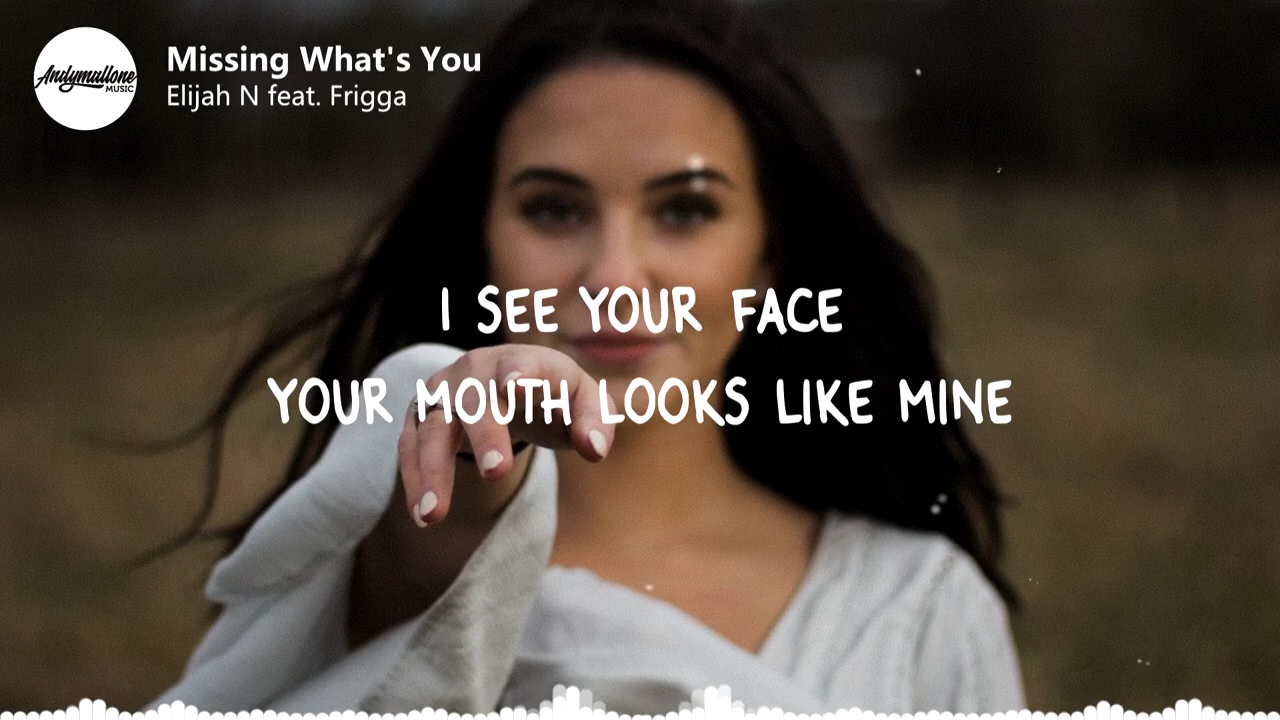 Andymallone
MUSIC
Missing What's You
Elijah N feat. Frigga
I SEE YOUR FACE
YOUR MOUTH LOOKS LIKE MINE